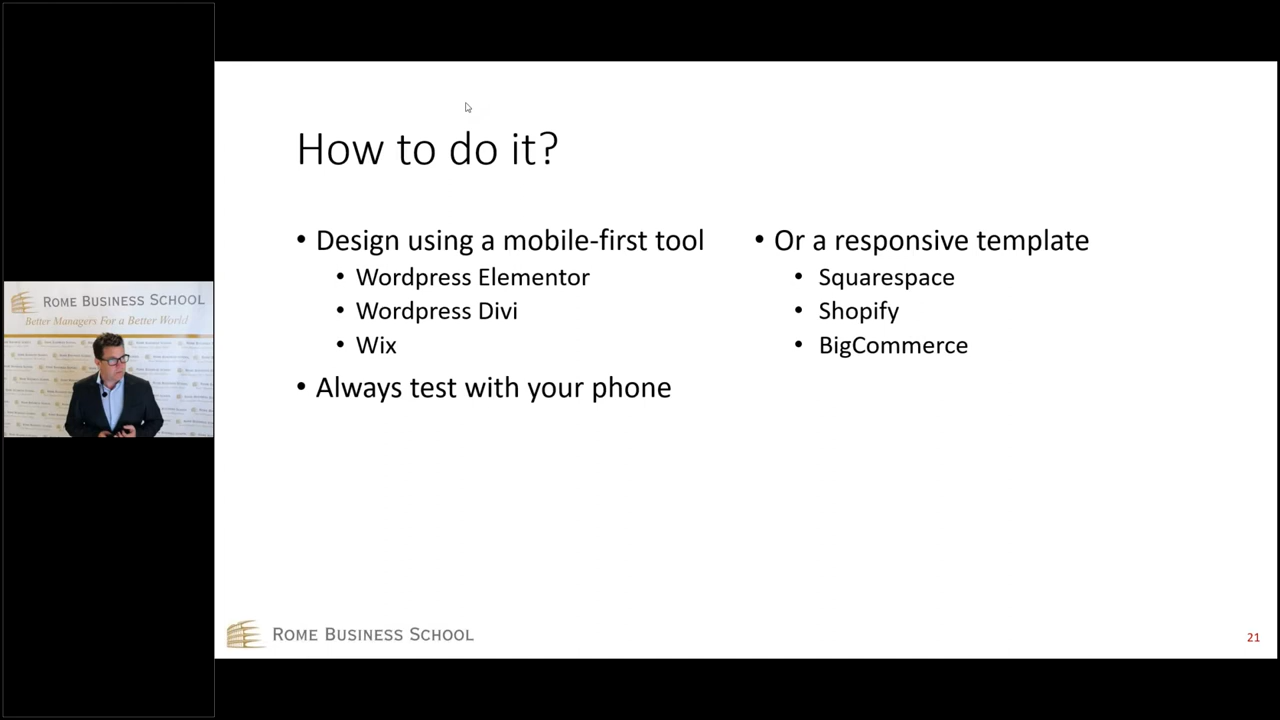 How to do it?
• Design using a mobile-first tool
• Wordpress Elementor
• Wordpress Divi
• Wix
• Always test with your phone
• Or a responsive template
• Squarespace
• Shopify
• BigCommerce
ROME BUSINESS SCHOOL
Better Managers For a Better World
ROME BUSINESS SCHOOL
21